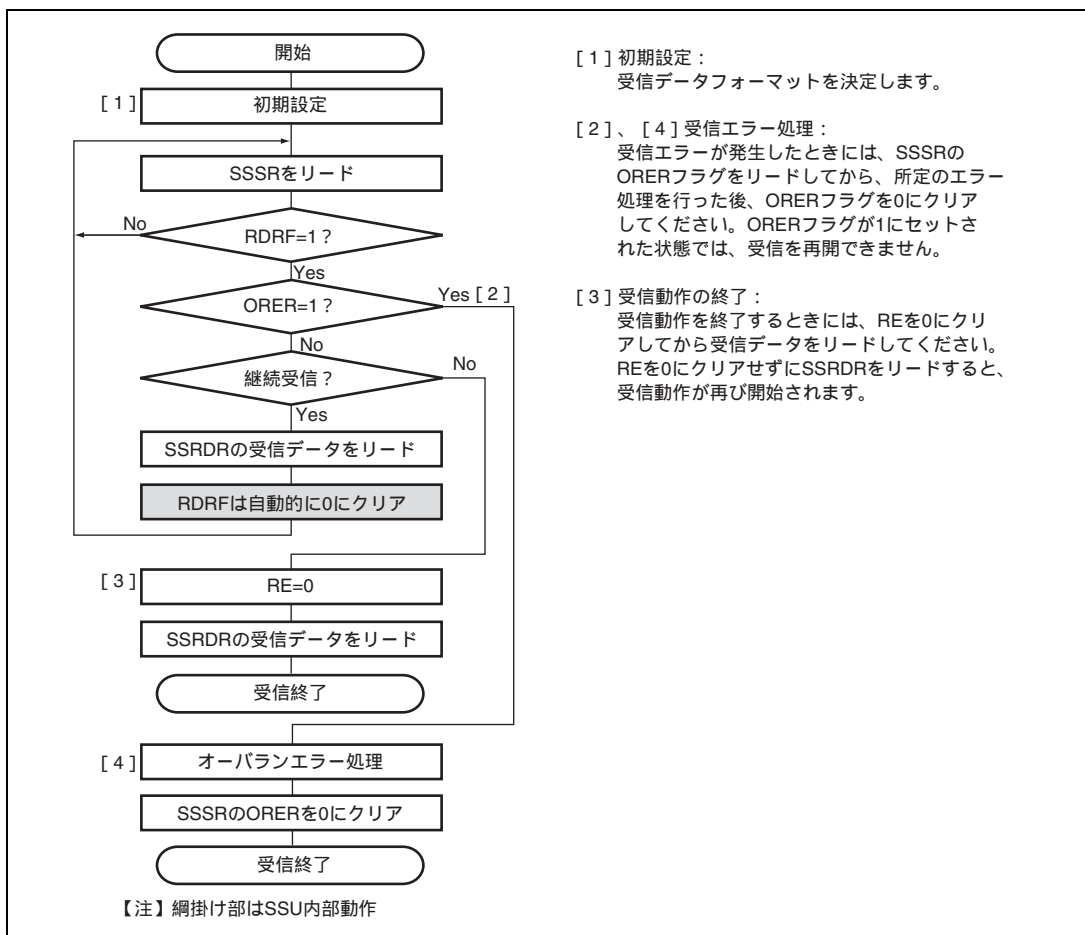 開始
[ 1 ]
初期設定
SSSRをリード
No
RDRF=1？
Yes
ORER=1？
Yes [ 2 ]
No
継続受信？
No
Yes
SSRDRの受信データをリード
RDRFは自動的に0にクリア
[ 3 ]
RE=0
SSRDRの受信データをリード
受信終了
[ 4 ]
オーバランエラー処理
SSSRのORERを0にクリア
受信終了
【注】網掛け部はSSU内部動作
[ 1 ] 初期設定：
受信データフォーマットを決定します。
[ 2 ] 、 [ 4 ] 受信エラー処理：
受信エラーが発生したときには、SSSRの
ORERフラグをリードしてから、所定のエラー
処理を行った後、ORERフラグを0にクリア
してください。ORERフラグが1にセットさ
れた状態では、受信を再開できません。
[ 3 ] 受信動作の終了：
受信動作を終了するときには、REを0にクリ
アしてから受信データをリードしてください。
REを0にクリアせずにSSRDRをリードすると、
受信動作が再び開始されます。